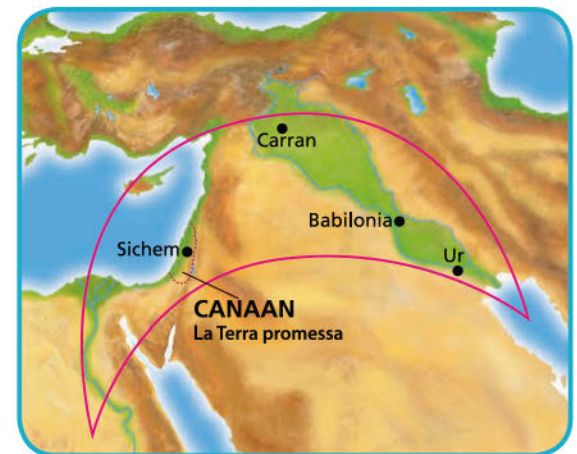 Carran
Babilonia
Sichem
Ur
CANAAN
La Terra promessa